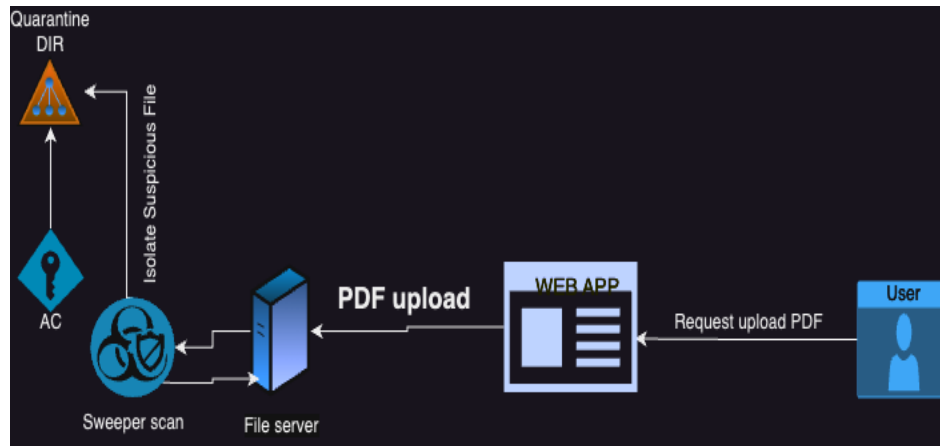 Quarantine
DIR
Isolate Suspicious File
AC
Sweeper scan
File server
PDF upload
WEB APP
Request upload PDF
User